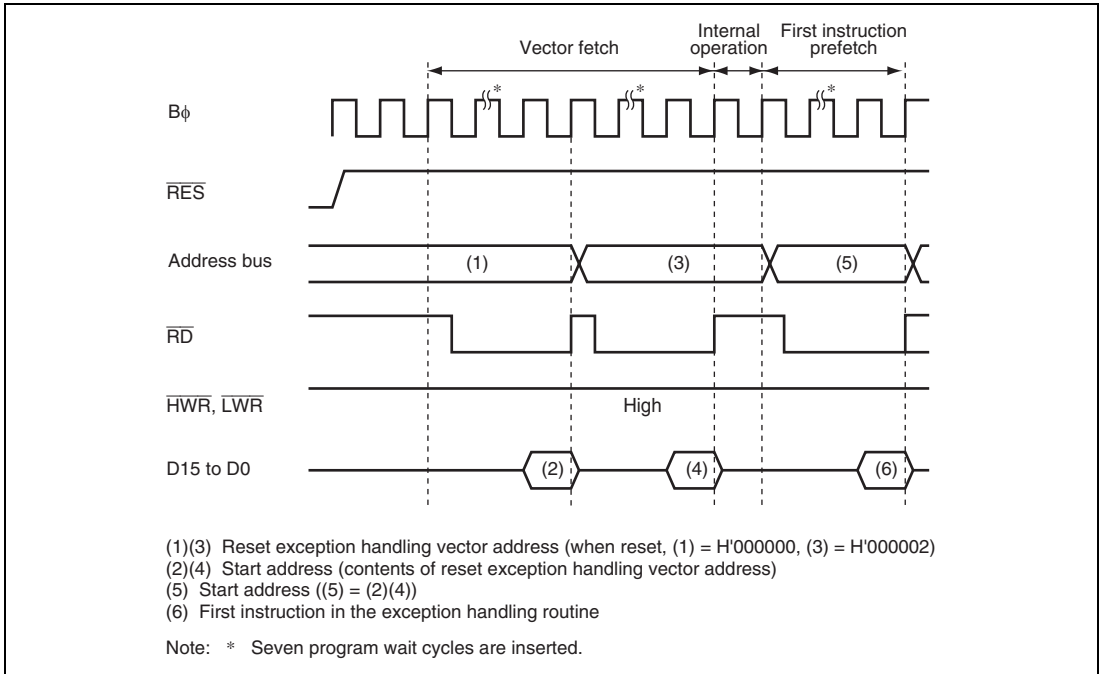 Vector fetch
Internal operation
First instruction prefetch
*
*
*
Bϕ
RES
Address bus
(1)
(3)
(5)
RD
HWR, LWR
High
D15 to D0
(2)
(4)
(6)
(1)(3) Reset exception handling vector address (when reset, (1) = H'000000, (3) = H'000002)
(2)(4) Start address (contents of reset exception handling vector address)
(5) Start address ((5) = (2)(4))
(6) First instruction in the exception handling routine
Note: * Seven program wait cycles are inserted.